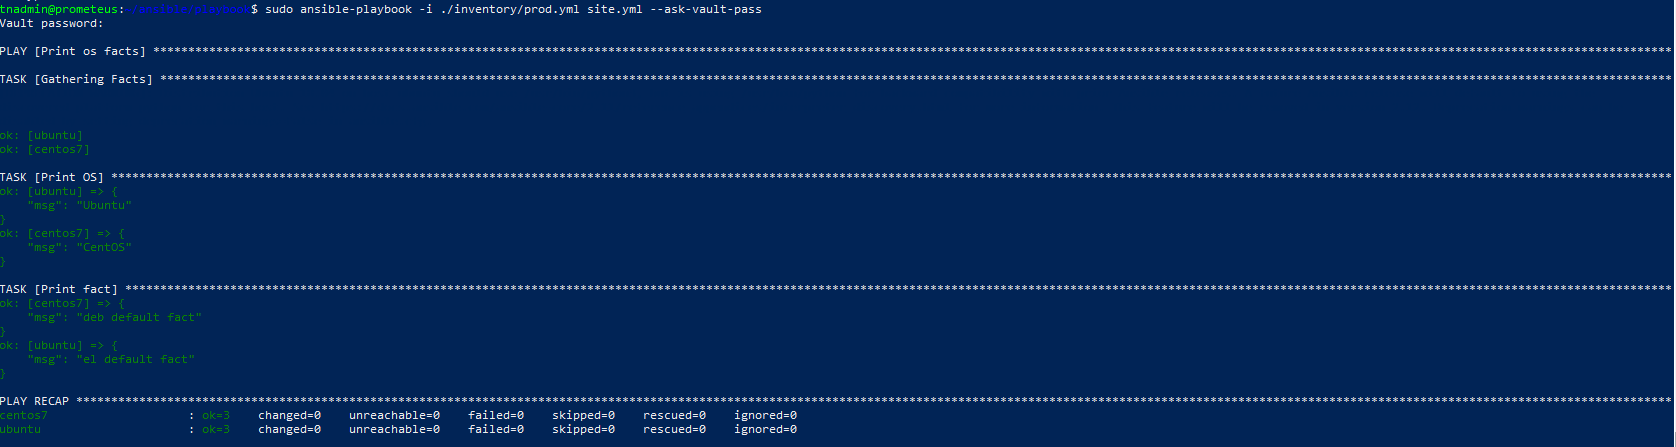 tnadmin@prometeus:~/ansible/playbook$ sudo ansible-playbook -i ./inventory/prod.yml site.yml --ask-vault-pass
Vault password:
PLAY [Print os facts] ****************************************************************
TASK [Gathering Facts] ****************************************************************
ok: [ubuntu]
ok: [centos7]
TASK [Print OS] ****************************************************************
ok: [ubuntu] => {
    "msg": "Ubuntu"
}
ok: [centos7] => {
    "msg": "CentOS"
}
TASK [Print fact] ****************************************************************
ok: [centos7] => {
    "msg": "deb default fact"
}
ok: [ubuntu] => {
    "msg": "el default fact"
}
PLAY RECAP ****************************************************************
centos7                    : ok=3    changed=0    unreachable=0    failed=0    skipped=0    rescued=0    ignored=0
ubuntu                     : ok=3    changed=0    unreachable=0    failed=0    skipped=0    rescued=0    ignored=0